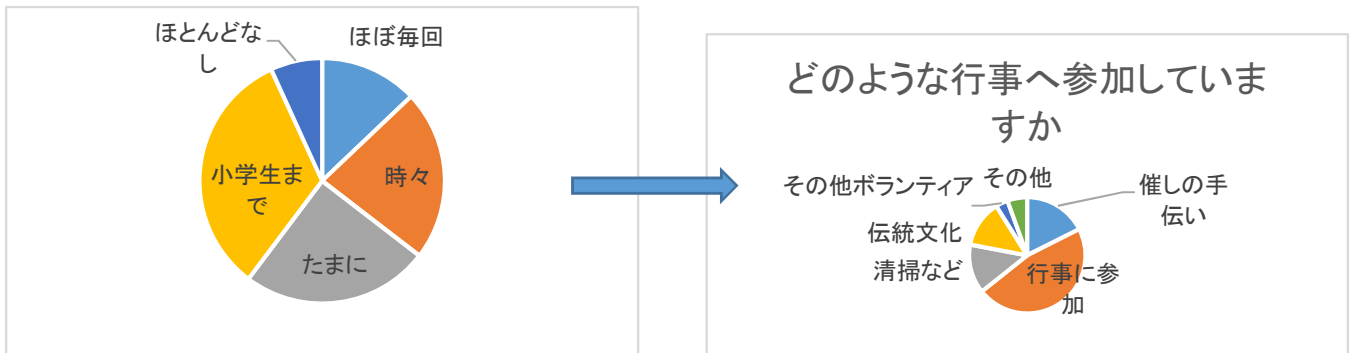 ほとんどな
し
ほぼ毎回
時々
たまに
小学生ま
で
どのような行事へ参加していま
すか
その他ボランティア
その他
催しの手
伝い
伝統文化
清掃など
行事に参
加